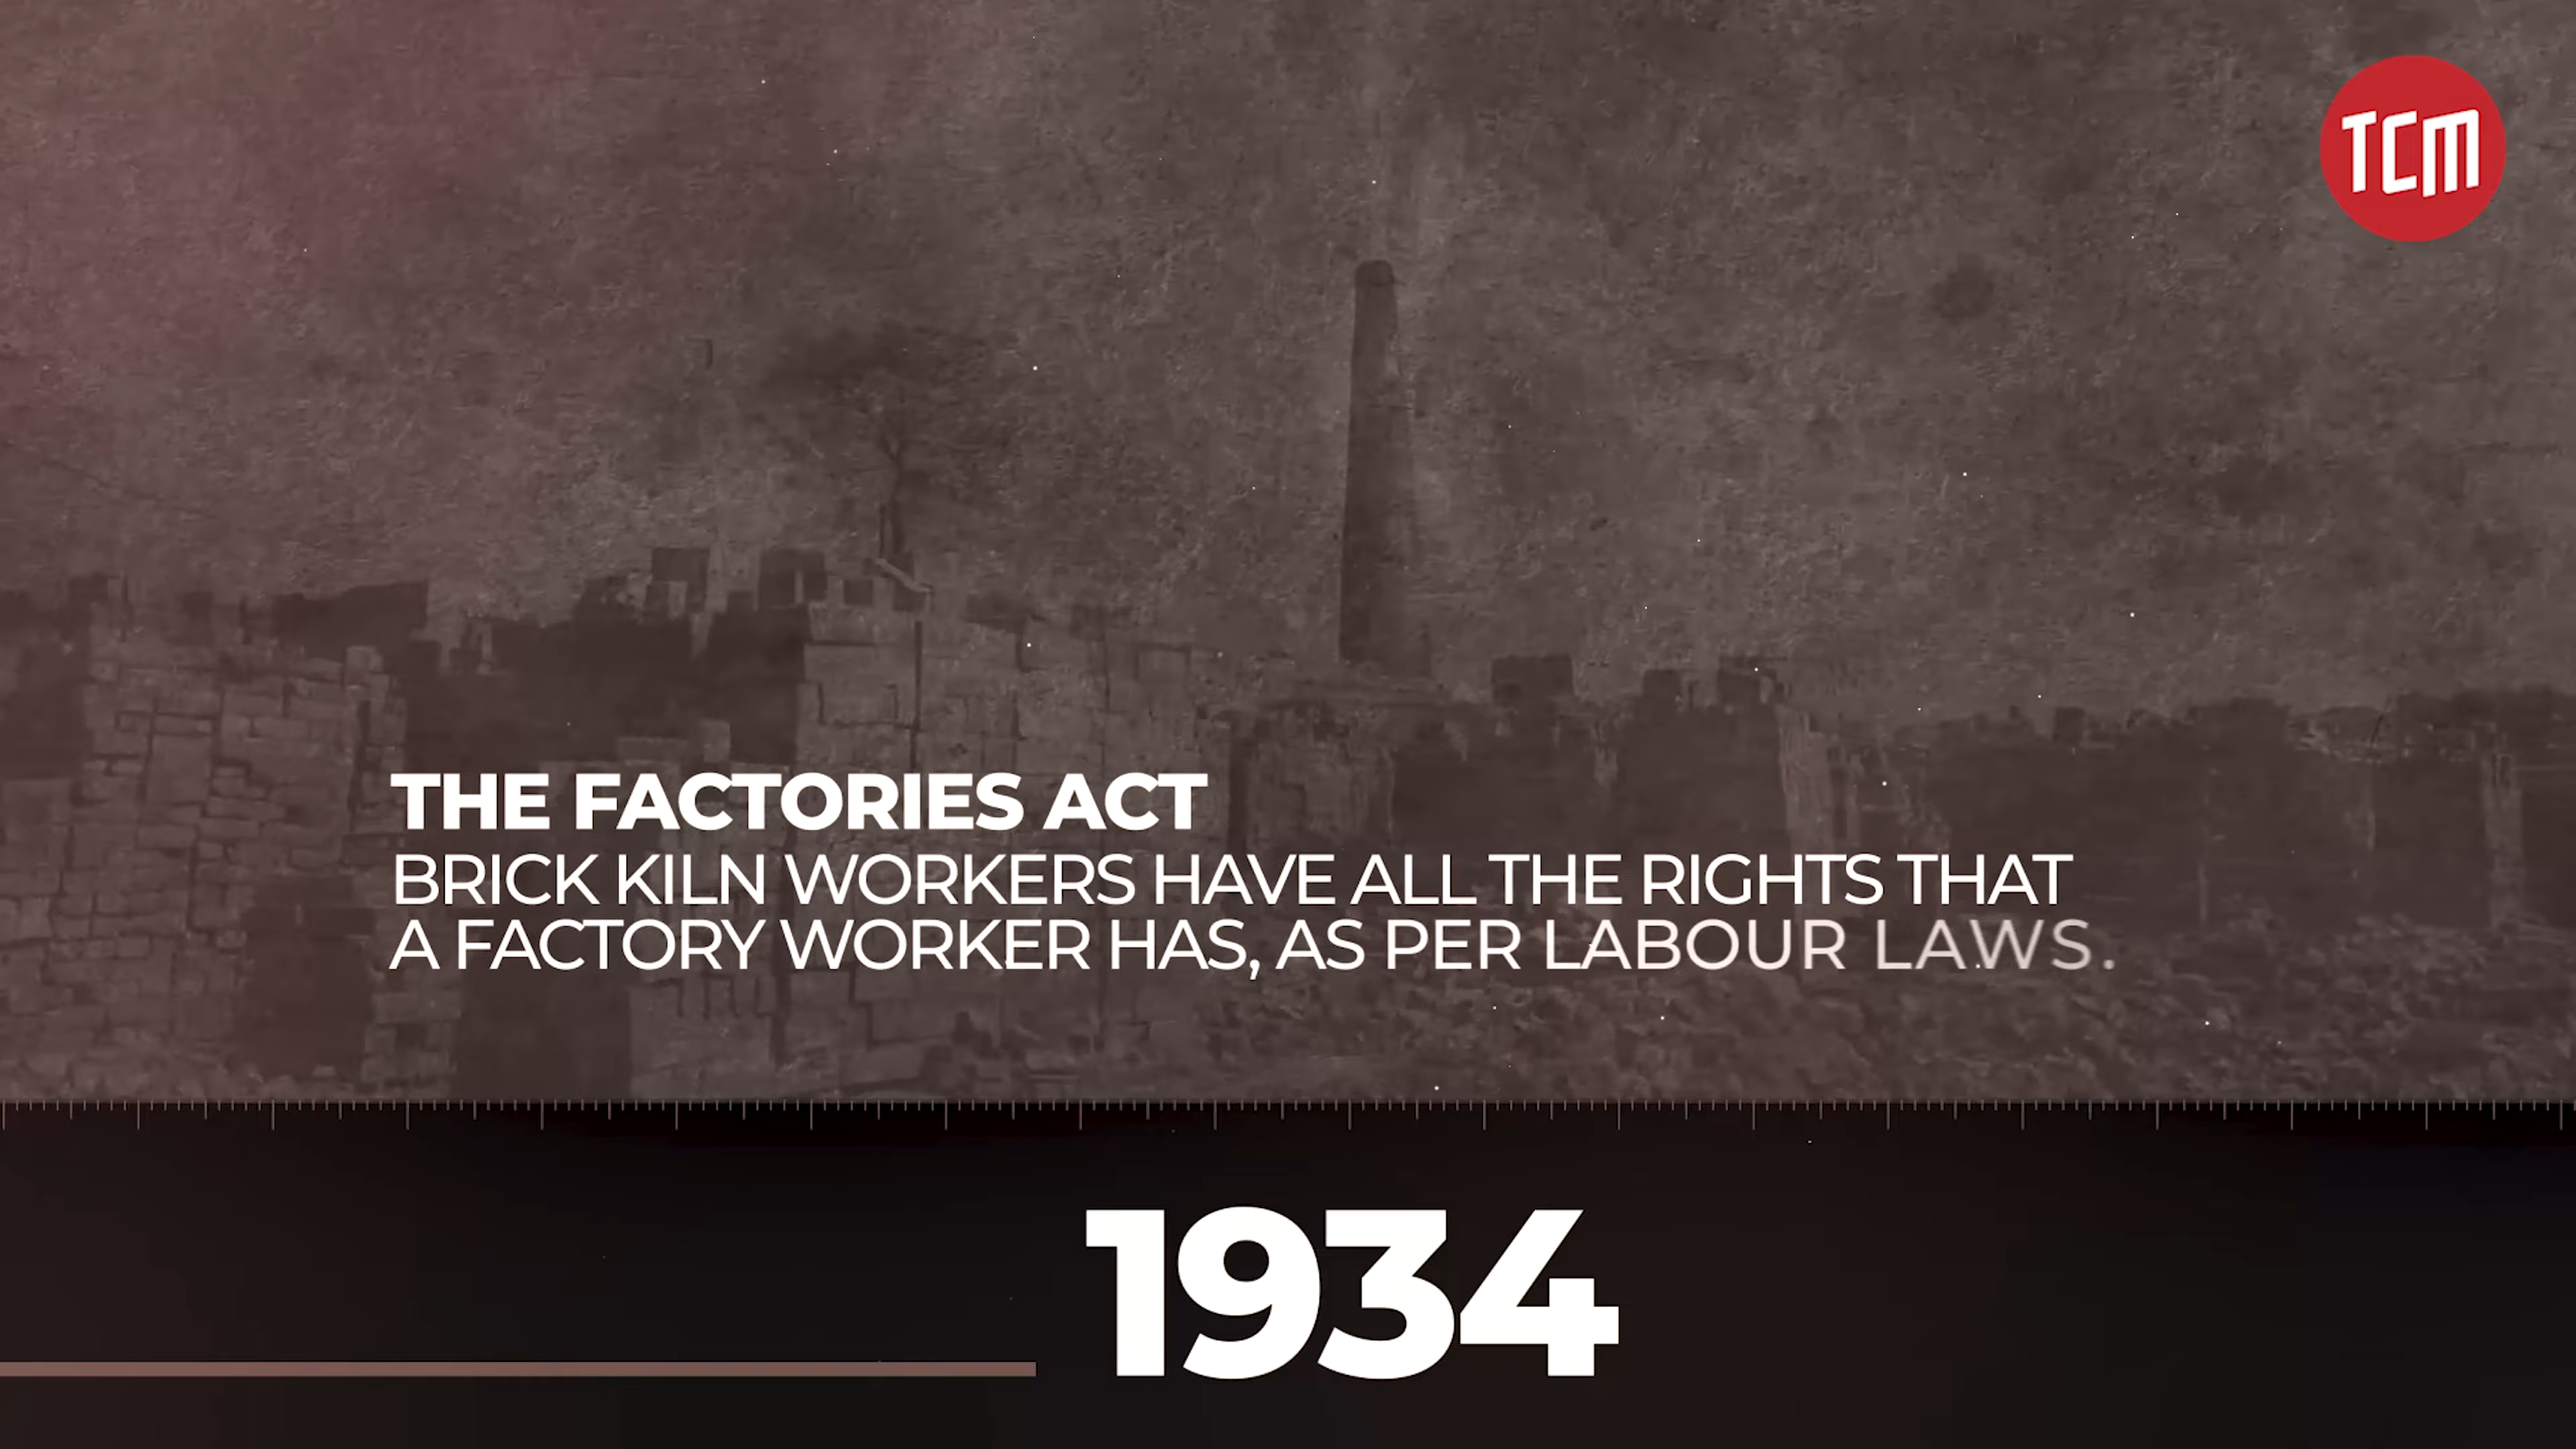 TCM
THE FACTORIES ACT
BRICK KILN WORKERS HAVE ALL THE RIGHTS THAT
A FACTORY WORKER HAS, AS PER LABOUR LAWS.
1934